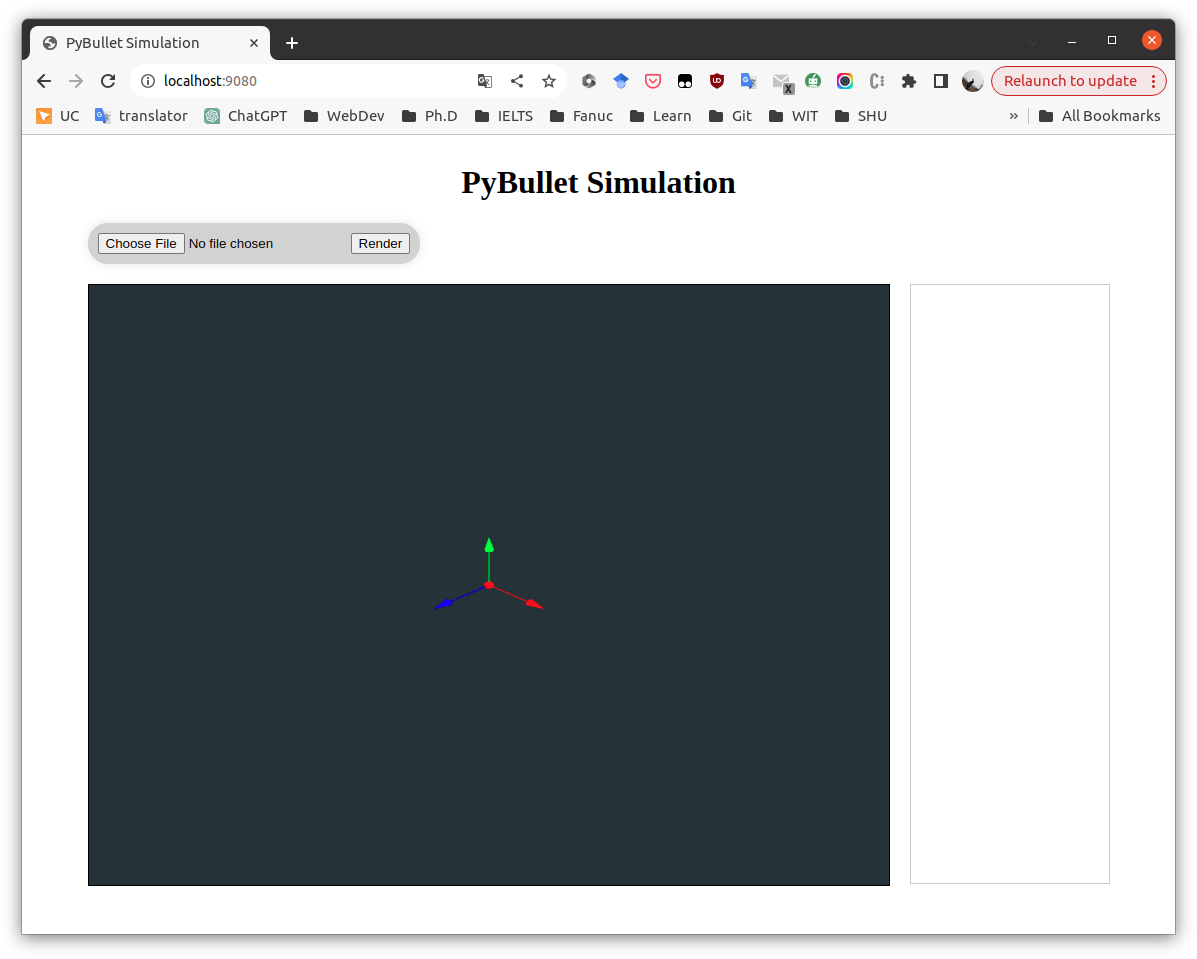 PyBullet Simulation
localhost:9080
Relaunch to update
UC translator ChatGPT WebDev Ph.D IELTS Fanuc Learn Git WIT SHU » All Bookmarks
PyBullet Simulation
Choose File No file chosen Render